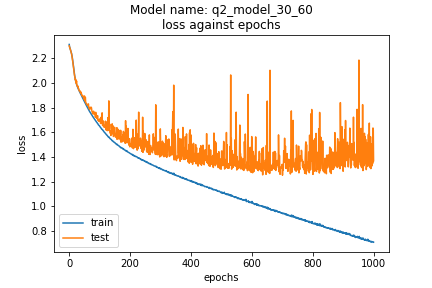 Model name: q2_model_30_60
loss against epochs
loss
2.2
2.0
1.8
1.6
1.4
1.2
1.0
0.8
train
test
0 200 400 600 800 1000
epochs